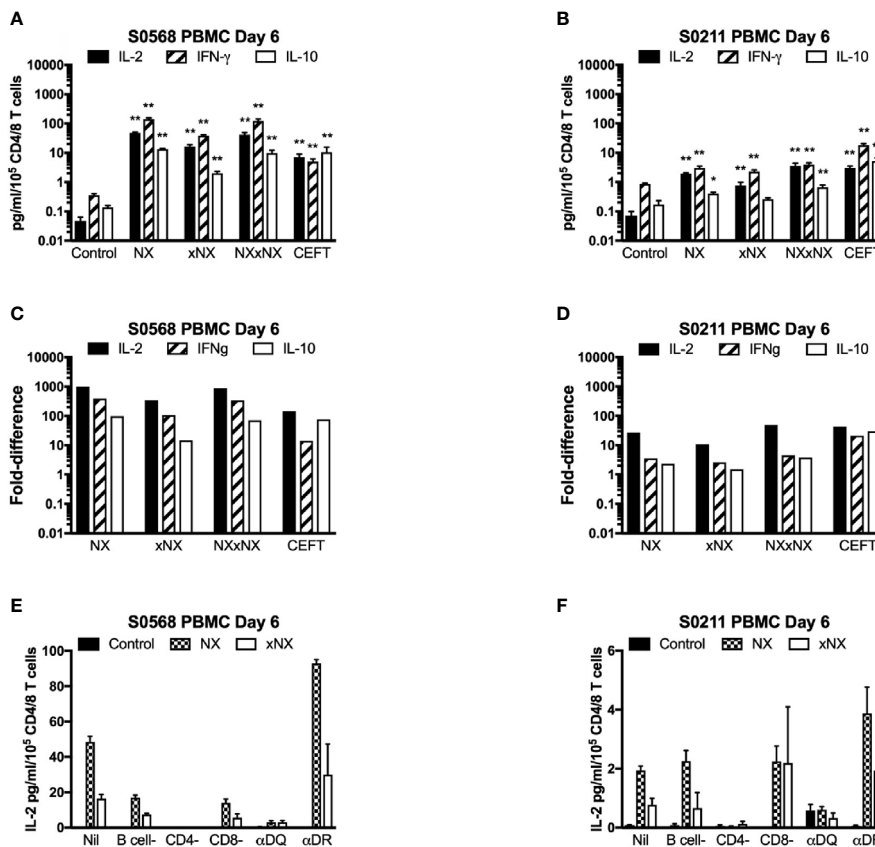 A
S0568 PBMC Day 6
IL-2 IFN-γ IL-10
pg/ml/10⁵ CD4/8 T cells
10000
1000
100
10
1
0.1
0.01
** ** ** ** ** ** ** ** ** ** ** **
Control NX xNX NXxNX CEFT
B
S0211 PBMC Day 6
IL-2 IFN-γ IL-10
pg/ml/10⁵ CD4/8 T cells
10000
1000
100
10
1
0.1
0.01
** ** * ** ** ** ** ** ** **
Control NX xNX NXxNX CEFT
C
S0568 PBMC Day 6
IL-2 IFNg IL-10
Fold-difference
10000
1000
100
10
1
0.1
0.01
NX xNX NXxNX CEFT
D
S0211 PBMC Day 6
IL-2 IFNg IL-10
Fold-difference
10000
1000
100
10
1
0.1
0.01
NX xNX NXxNX CEFT
E
S0568 PBMC Day 6
Control NX xNX
IL-2 pg/ml/10⁵ CD4/8 T cells
100
80
60
40
20
0
Nil B cell- CD4- CD8- αDQ αDR
F
S0211 PBMC Day 6
Control NX xNX
IL-2 pg/ml/10⁵ CD4/8 T cells
6
4
2
0
Nil B cell- CD4- CD8- αDQ